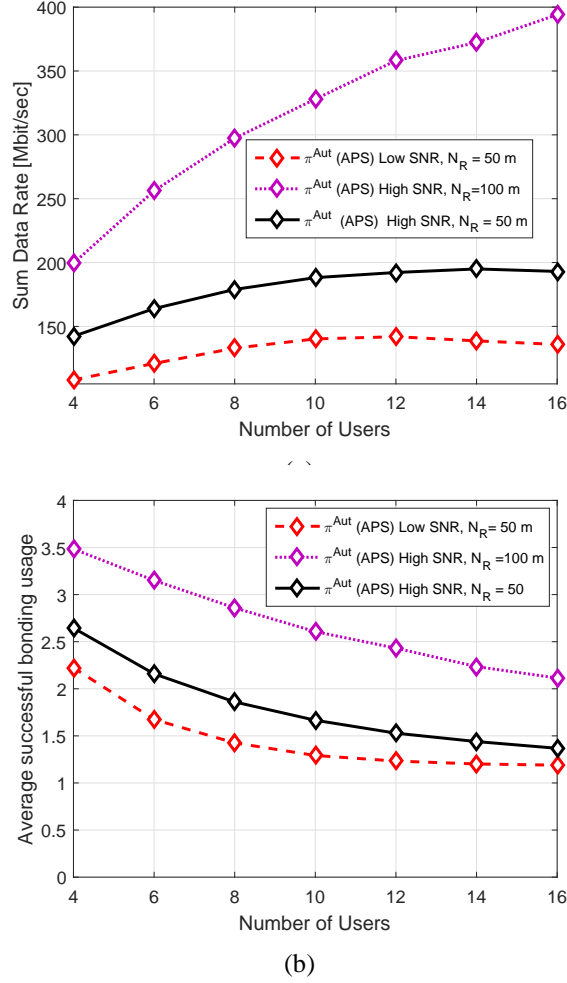 400
350
300
250
200
150
Sum Data Rate [Mbit/sec]
π^Aut (APS) Low SNR, N_R = 50 m
π^Aut (APS) High SNR, N_R=100 m
π^Aut (APS) High SNR, N_R = 50 m
4 6 8 10 12 14 16
Number of Users
4
3.5
3
2.5
2
1.5
1
0.5
0
Average successful bonding usage
π^Aut (APS) Low SNR, N_R= 50 m
π^Aut (APS) High SNR, N_R =100 m
π^Aut (APS) High SNR, N_R = 50
4 6 8 10 12 14 16
Number of Users
(b)